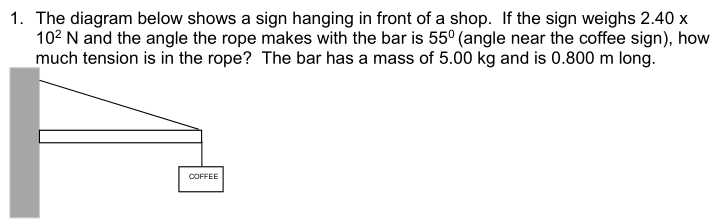 1. The diagram below shows a sign hanging in front of a shop. If the sign weighs 2.40 x
10² N and the angle the rope makes with the bar is 55⁰ (angle near the coffee sign), how
much tension is in the rope? The bar has a mass of 5.00 kg and is 0.800 m long.
COFFEE